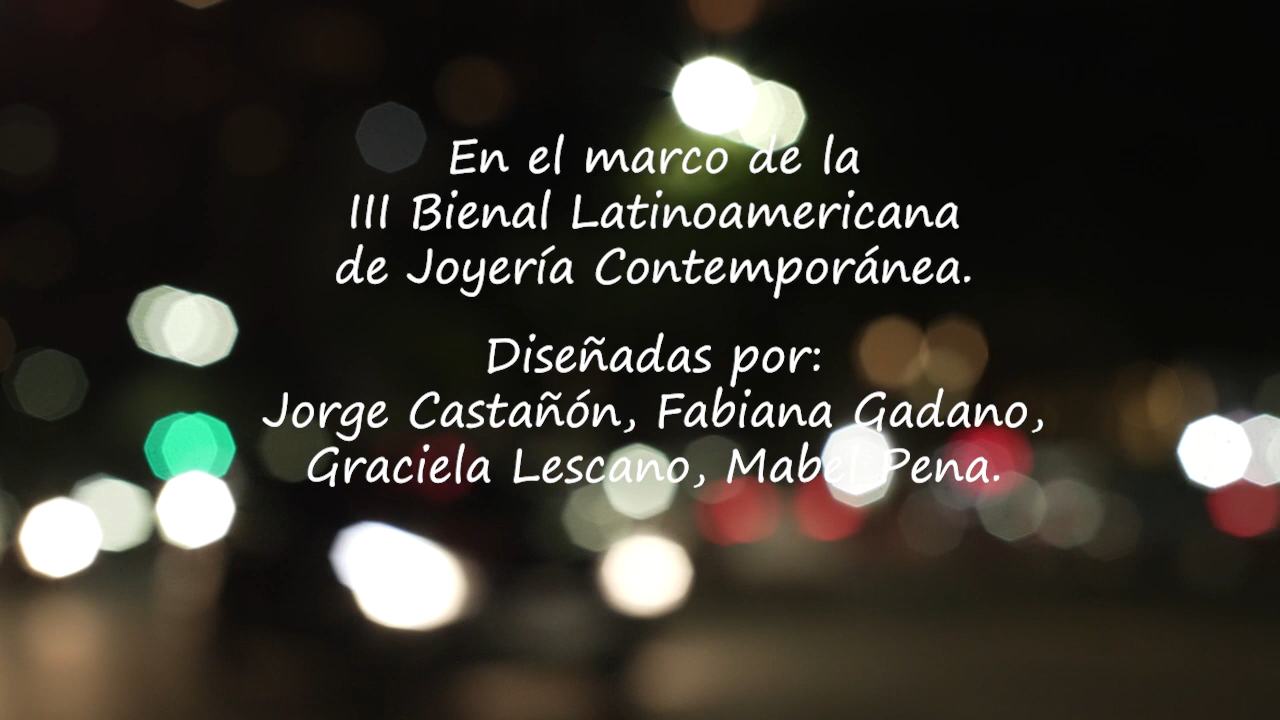 En el marco de la
III Bienal Latinoamericana
de Joyería Contemporánea.
Diseñadas por:
Jorge Castañón, Fabiana Gadano,
Graciela Lescano, Mabel Pena.